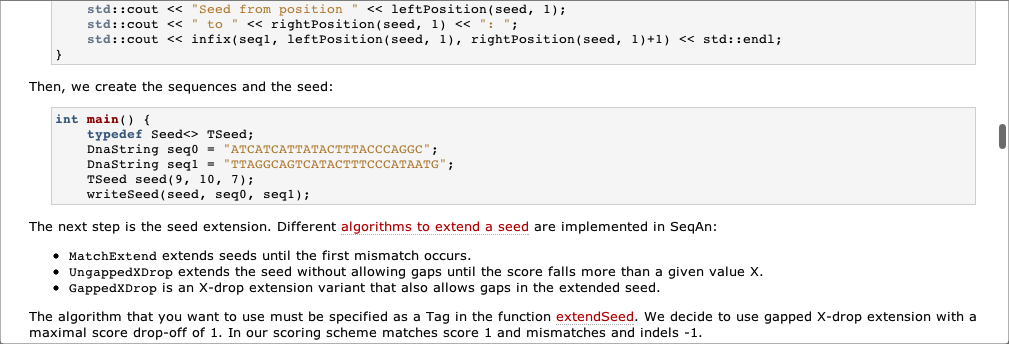 std::cout << "Seed from position " << leftPosition(seed, 1);
std::cout << " to " << rightPosition(seed, 1) << ": ";
std::cout << infix(seq1, leftPosition(seed, 1), rightPosition(seed, 1)+1) << std::endl;
}
Then, we create the sequences and the seed:
int main() {
typedef Seed<> TSeed;
DnaString seq0 = "ATCATCATTATACTTTACCCAGGC";
DnaString seq1 = "TTAGGCAGTCATACTTTCCCATAATG";
TSeed seed(9, 10, 7);
writeSeed(seed, seq0, seq1);
The next step is the seed extension. Different algorithms to extend a seed are implemented in SeqAn:
• MatchExtend extends seeds until the first mismatch occurs.
• UngappedXDrop extends the seed without allowing gaps until the score falls more than a given value X.
• GappedXDrop is an X-drop extension variant that also allows gaps in the extended seed.
The algorithm that you want to use must be specified as a Tag in the function extendSeed. We decide to use gapped X-drop extension with a
maximal score drop-off of 1. In our scoring scheme matches score 1 and mismatches and indels -1.